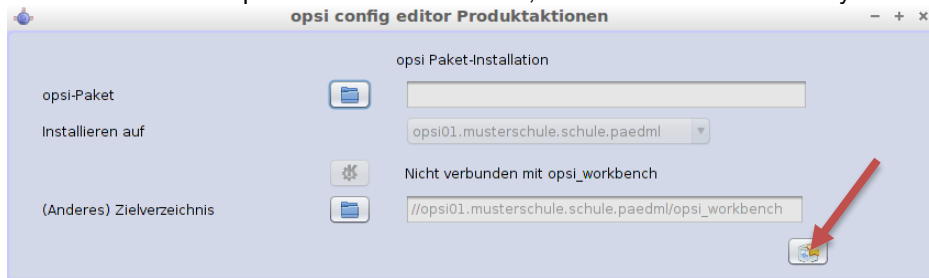 opsi config editor Produktaktionen
opsi Paket-Installation
opsi-Paket
Installieren auf
opsi01.musterschule.schule.paedml
Nicht verbunden mit opsi_workbench
(Anderes) Zielverzeichnis
//opsi01.musterschule.schule.paedml/opsi_workbench